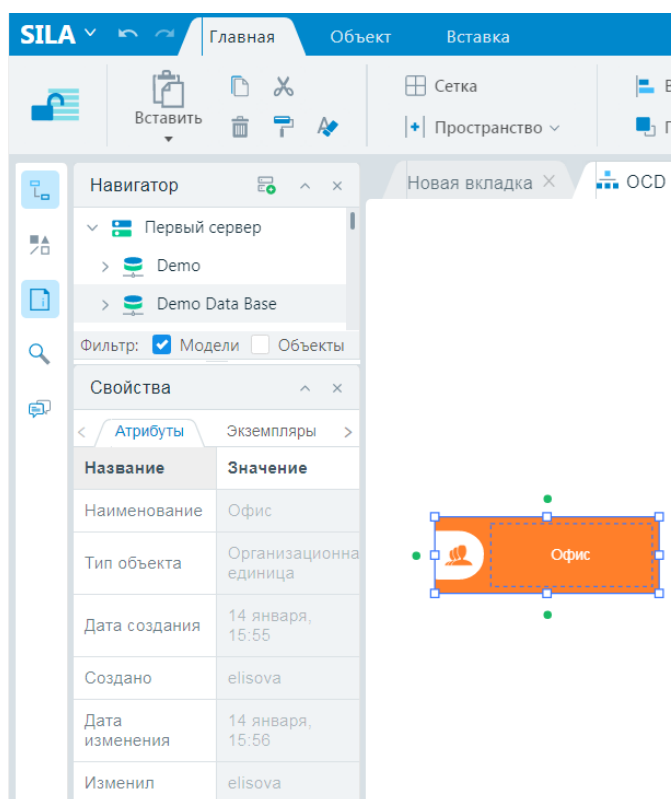 SILA
Главная
Объект
Вставка
Вставить
Сетка
Пространство
Навигатор
Новая вкладка
OCD
Первый сервер
Demo
Demo Data Base
Фильтр: Модели Объекты
Свойства
Атрибуты
Экземпляры
Название
Значение
Наименование
Офис
Тип объекта
Организационна
единица
Дата создания
14 января,
15:55
Создано
elisova
Дата
изменения
14 января,
15:56
Изменил
elisova
Офис